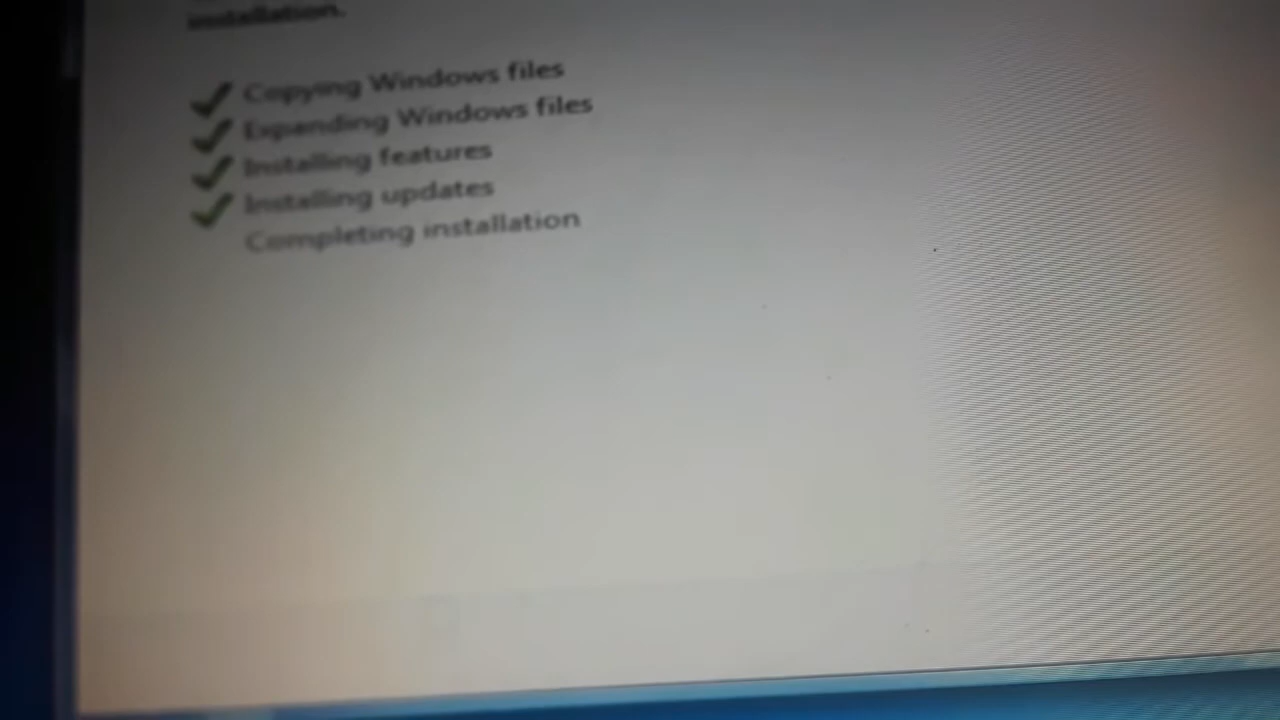 installation.
Copying Windows files
Expanding Windows files
Installing features
Installing updates
Completing installation